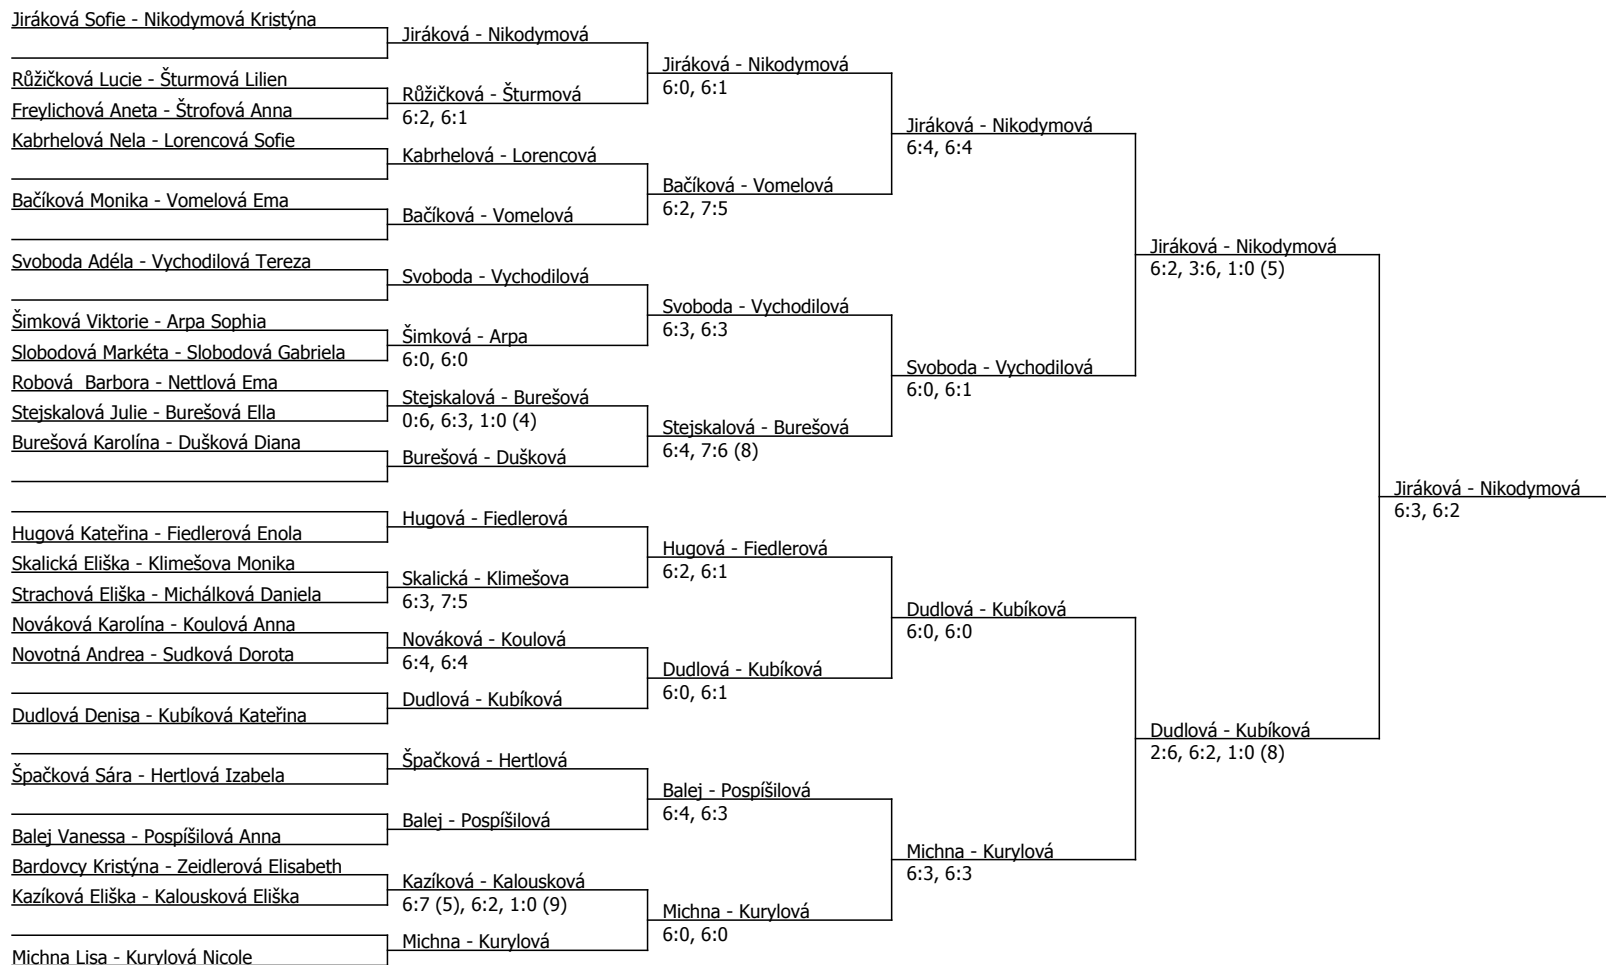 Jiráková Sofie - Nikodymová Kristýna
Růžičková Lucie - Šturmová Lilien
Freylichová Aneta - Štrofová Anna
Kabrhelová Nela - Lorencová Sofie
Bačíková Monika - Vomelová Ema
Svoboda Adéla - Vychodilová Tereza
Šimková Viktorie - Arpa Sophia
Slobodová Markéta - Slobodová Gabriela
Robová  Barbora - Nettlová Ema
Stejskalová Julie - Burešová Ella
Burešová Karolína - Dušková Diana
Hugová Kateřina - Fiedlerová Enola
Skalická Eliška - Klimešova Monika
Strachová Eliška - Michálková Daniela
Nováková Karolína - Koulová Anna
Novotná Andrea - Sudková Dorota
Dudlová Denisa - Kubíková Kateřina
Špačková Sára - Hertlová Izabela
Balej Vanessa - Pospíšilová Anna
Bardovcy Kristýna - Zeidlerová Elisabeth
Kazíková Eliška - Kalousková Eliška
Michna Lisa - Kurylová Nicole
Jiráková - Nikodymová
Růžičková - Šturmová
6:2, 6:1
Kabrhelová - Lorencová
Bačíková - Vomelová
Svoboda - Vychodilová
Šimková - Arpa
6:0, 6:0
Stejskalová - Burešová
0:6, 6:3, 1:0 (4)
Burešová - Dušková
Hugová - Fiedlerová
Skalická - Klimešova
6:3, 7:5
Nováková - Koulová
6:4, 6:4
Dudlová - Kubíková
Špačková - Hertlová
Balej - Pospíšilová
Kazíková - Kalousková
6:7 (5), 6:2, 1:0 (9)
Michna - Kurylová
Jiráková - Nikodymová
6:0, 6:1
Bačíková - Vomelová
6:2, 7:5
Svoboda - Vychodilová
6:3, 6:3
Stejskalová - Burešová
6:4, 7:6 (8)
Hugová - Fiedlerová
6:2, 6:1
Dudlová - Kubíková
6:0, 6:1
Balej - Pospíšilová
6:4, 6:3
Michna - Kurylová
6:0, 6:0
Jiráková - Nikodymová
6:4, 6:4
Svoboda - Vychodilová
6:0, 6:1
Dudlová - Kubíková
6:0, 6:0
Michna - Kurylová
6:3, 6:3
Jiráková - Nikodymová
6:2, 3:6, 1:0 (5)
Dudlová - Kubíková
2:6, 6:2, 1:0 (8)
Jiráková - Nikodymová
6:3, 6:2